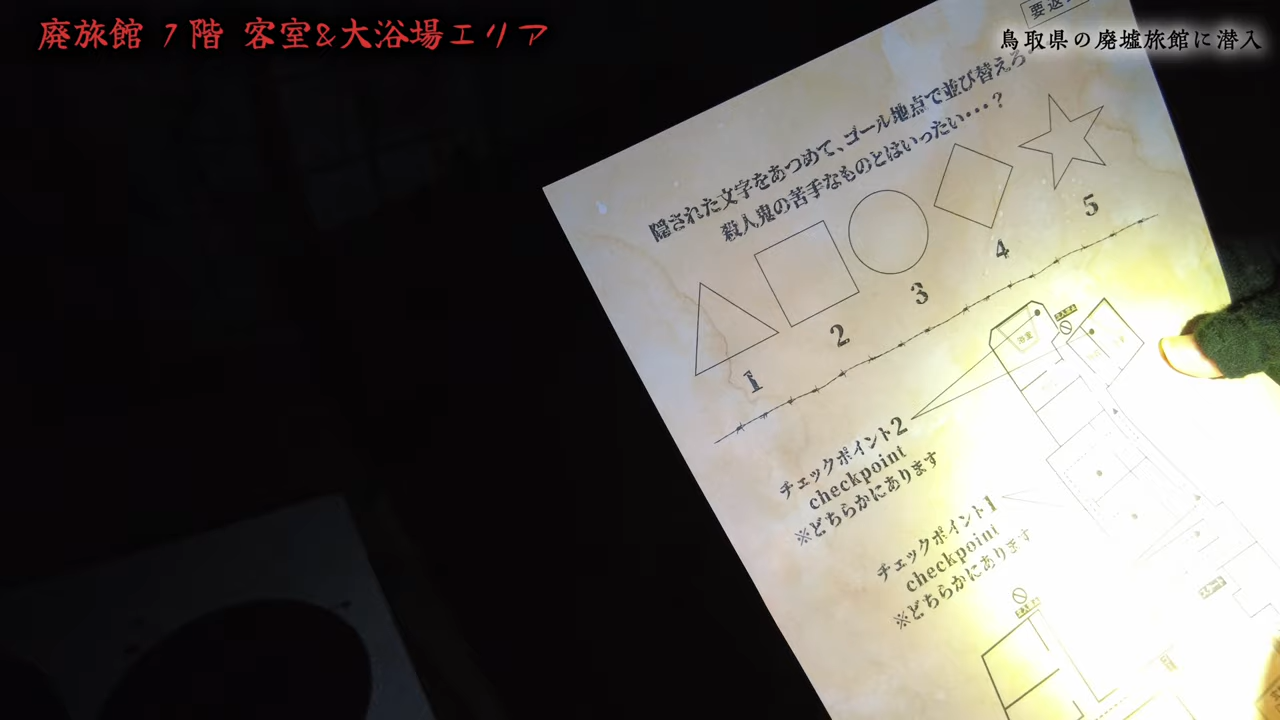 廃旅館 7階 客室&大浴場エリア
鳥取県の廃墟旅館に潜入
隠された文字をあつめて、ゴール地点で並び替えろ
殺人鬼の苦手なものとはいったい・・・?
1
2
3
4
5
浴室
チェックポイント2
checkpoint
※どちらかにあります
チェックポイント1
checkpoint
※どちらかにあります
スタート